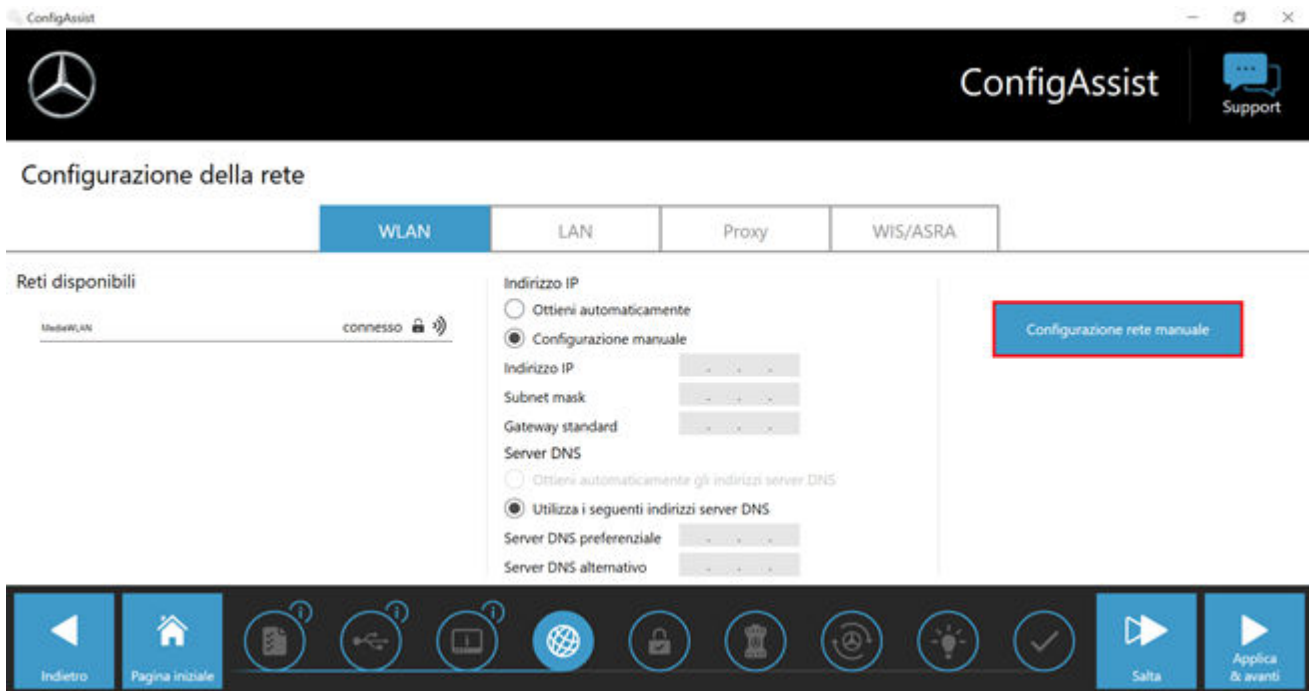 ConfigAssist
ConfigAssist
Support
Configurazione della rete
WLAN
LAN
Proxy
WIS/ASRA
Reti disponibili
MediaWLAN
connesso
Indirizzo IP
Ottieni automaticamente
Configurazione manuale
Indirizzo IP
Subnet mask
Gateway standard
Server DNS
Ottieni automaticamente gli indirizzi server DNS
Utilizza i seguenti indirizzi server DNS
Server DNS preferenziale
Server DNS alternativo
Configurazione rete manuale
Indietro
Pagina iniziale
Salta
Applica
& avanti